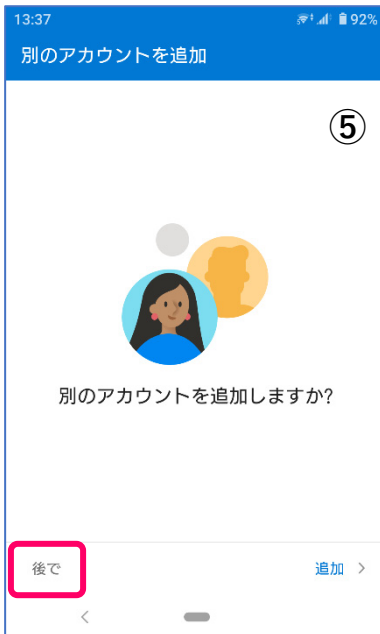 13:37 92%
別のアカウントを追加
⑤
別のアカウントを追加しますか?
後で 追加 >